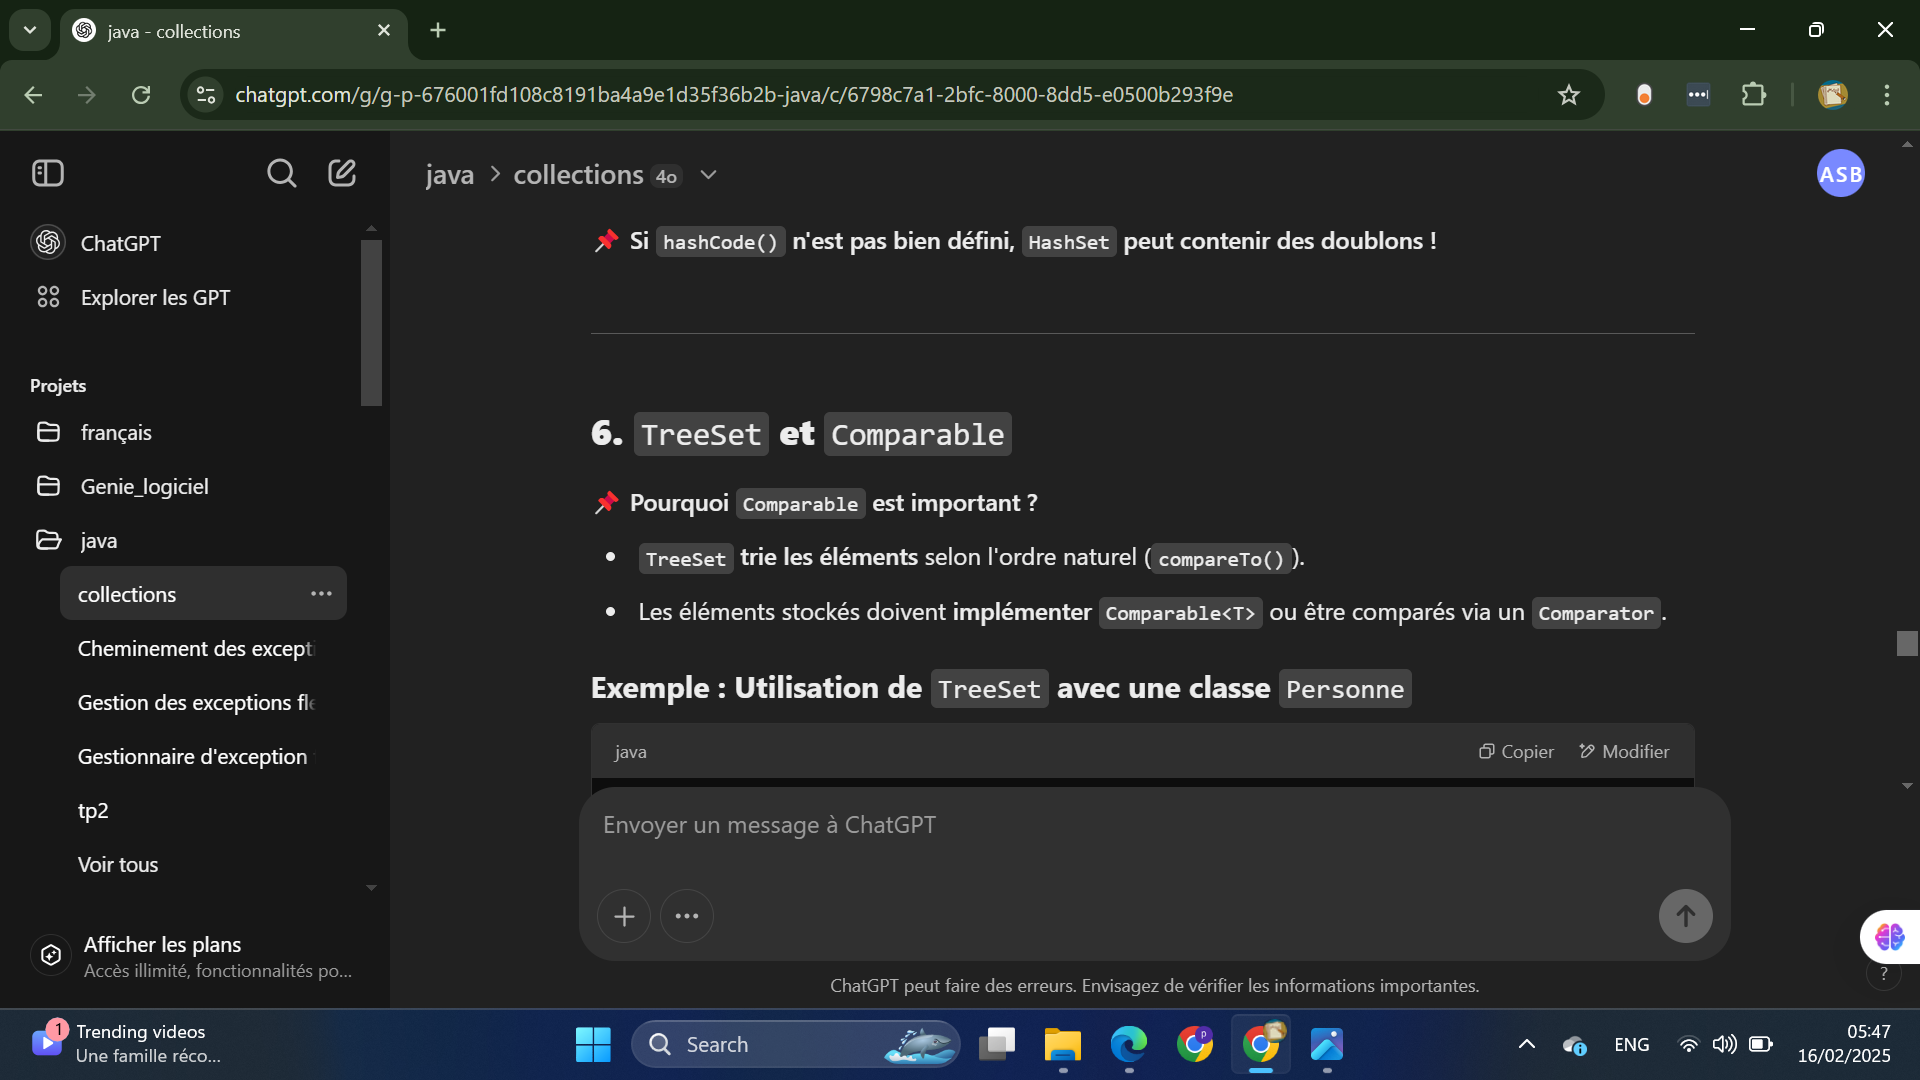 java - collections
chatgpt.com/g/g-p-676001fd108c8191ba4a9e1d35f36b2b-java/c/6798c7a1-2bfc-8000-8dd5-e0500b293f9e
java > collections 4o
ASB
ChatGPT
Explorer les GPT
Projets
français
Genie_logiciel
java
collections
Cheminement des excepti
Gestion des exceptions fle
Gestionnaire d'exception
tp2
Voir tous
Afficher les plans
Accès illimité, fonctionnalités po...
📌 Si hashCode() n'est pas bien défini, HashSet peut contenir des doublons !
6. TreeSet et Comparable
📌 Pourquoi Comparable est important ?
• TreeSet trie les éléments selon l'ordre naturel (compareTo()).
• Les éléments stockés doivent implémenter Comparable<T> ou être comparés via un Comparator.
Exemple : Utilisation de TreeSet avec une classe Personne
java Copier Modifier
Envoyer un message à ChatGPT
ChatGPT peut faire des erreurs. Envisagez de vérifier les informations importantes.
?
1
Trending videos
Une famille réco...
Search
p
ENG
05:47
16/02/2025